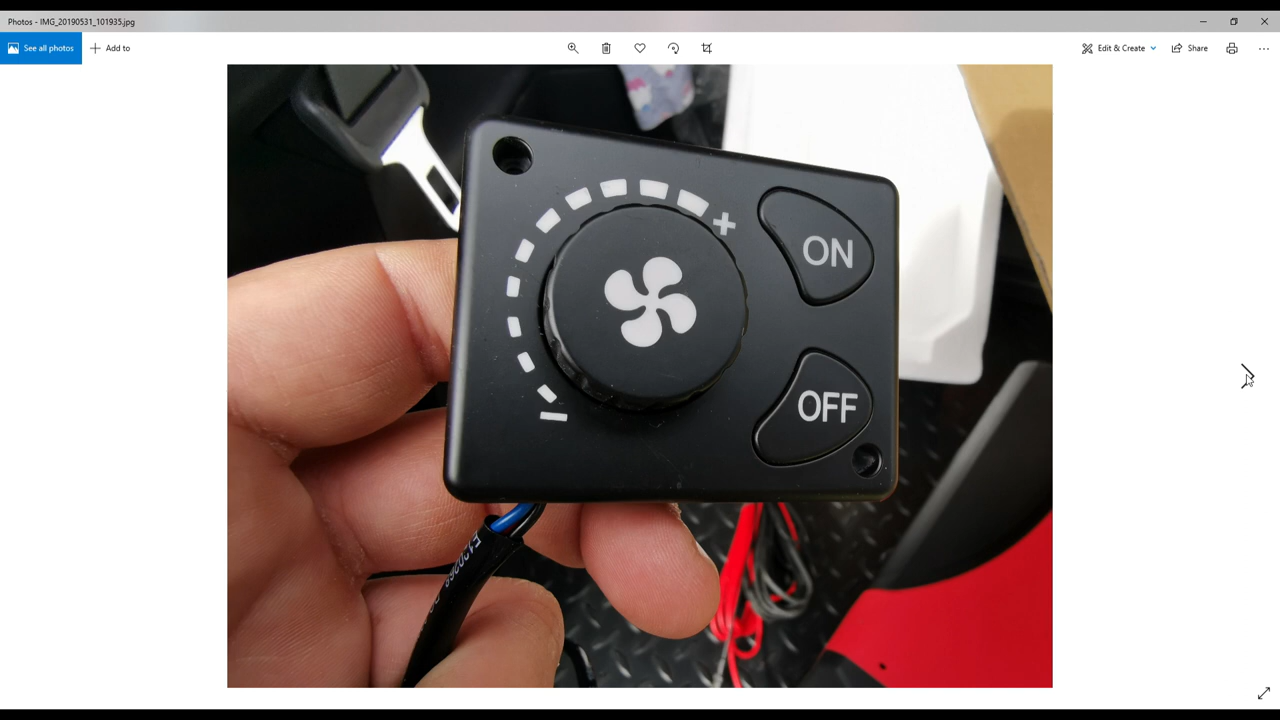 Photos - IMG_20190531_101935.jpg
See all photos
Add to
Edit & Create
Share
+
ON
OFF